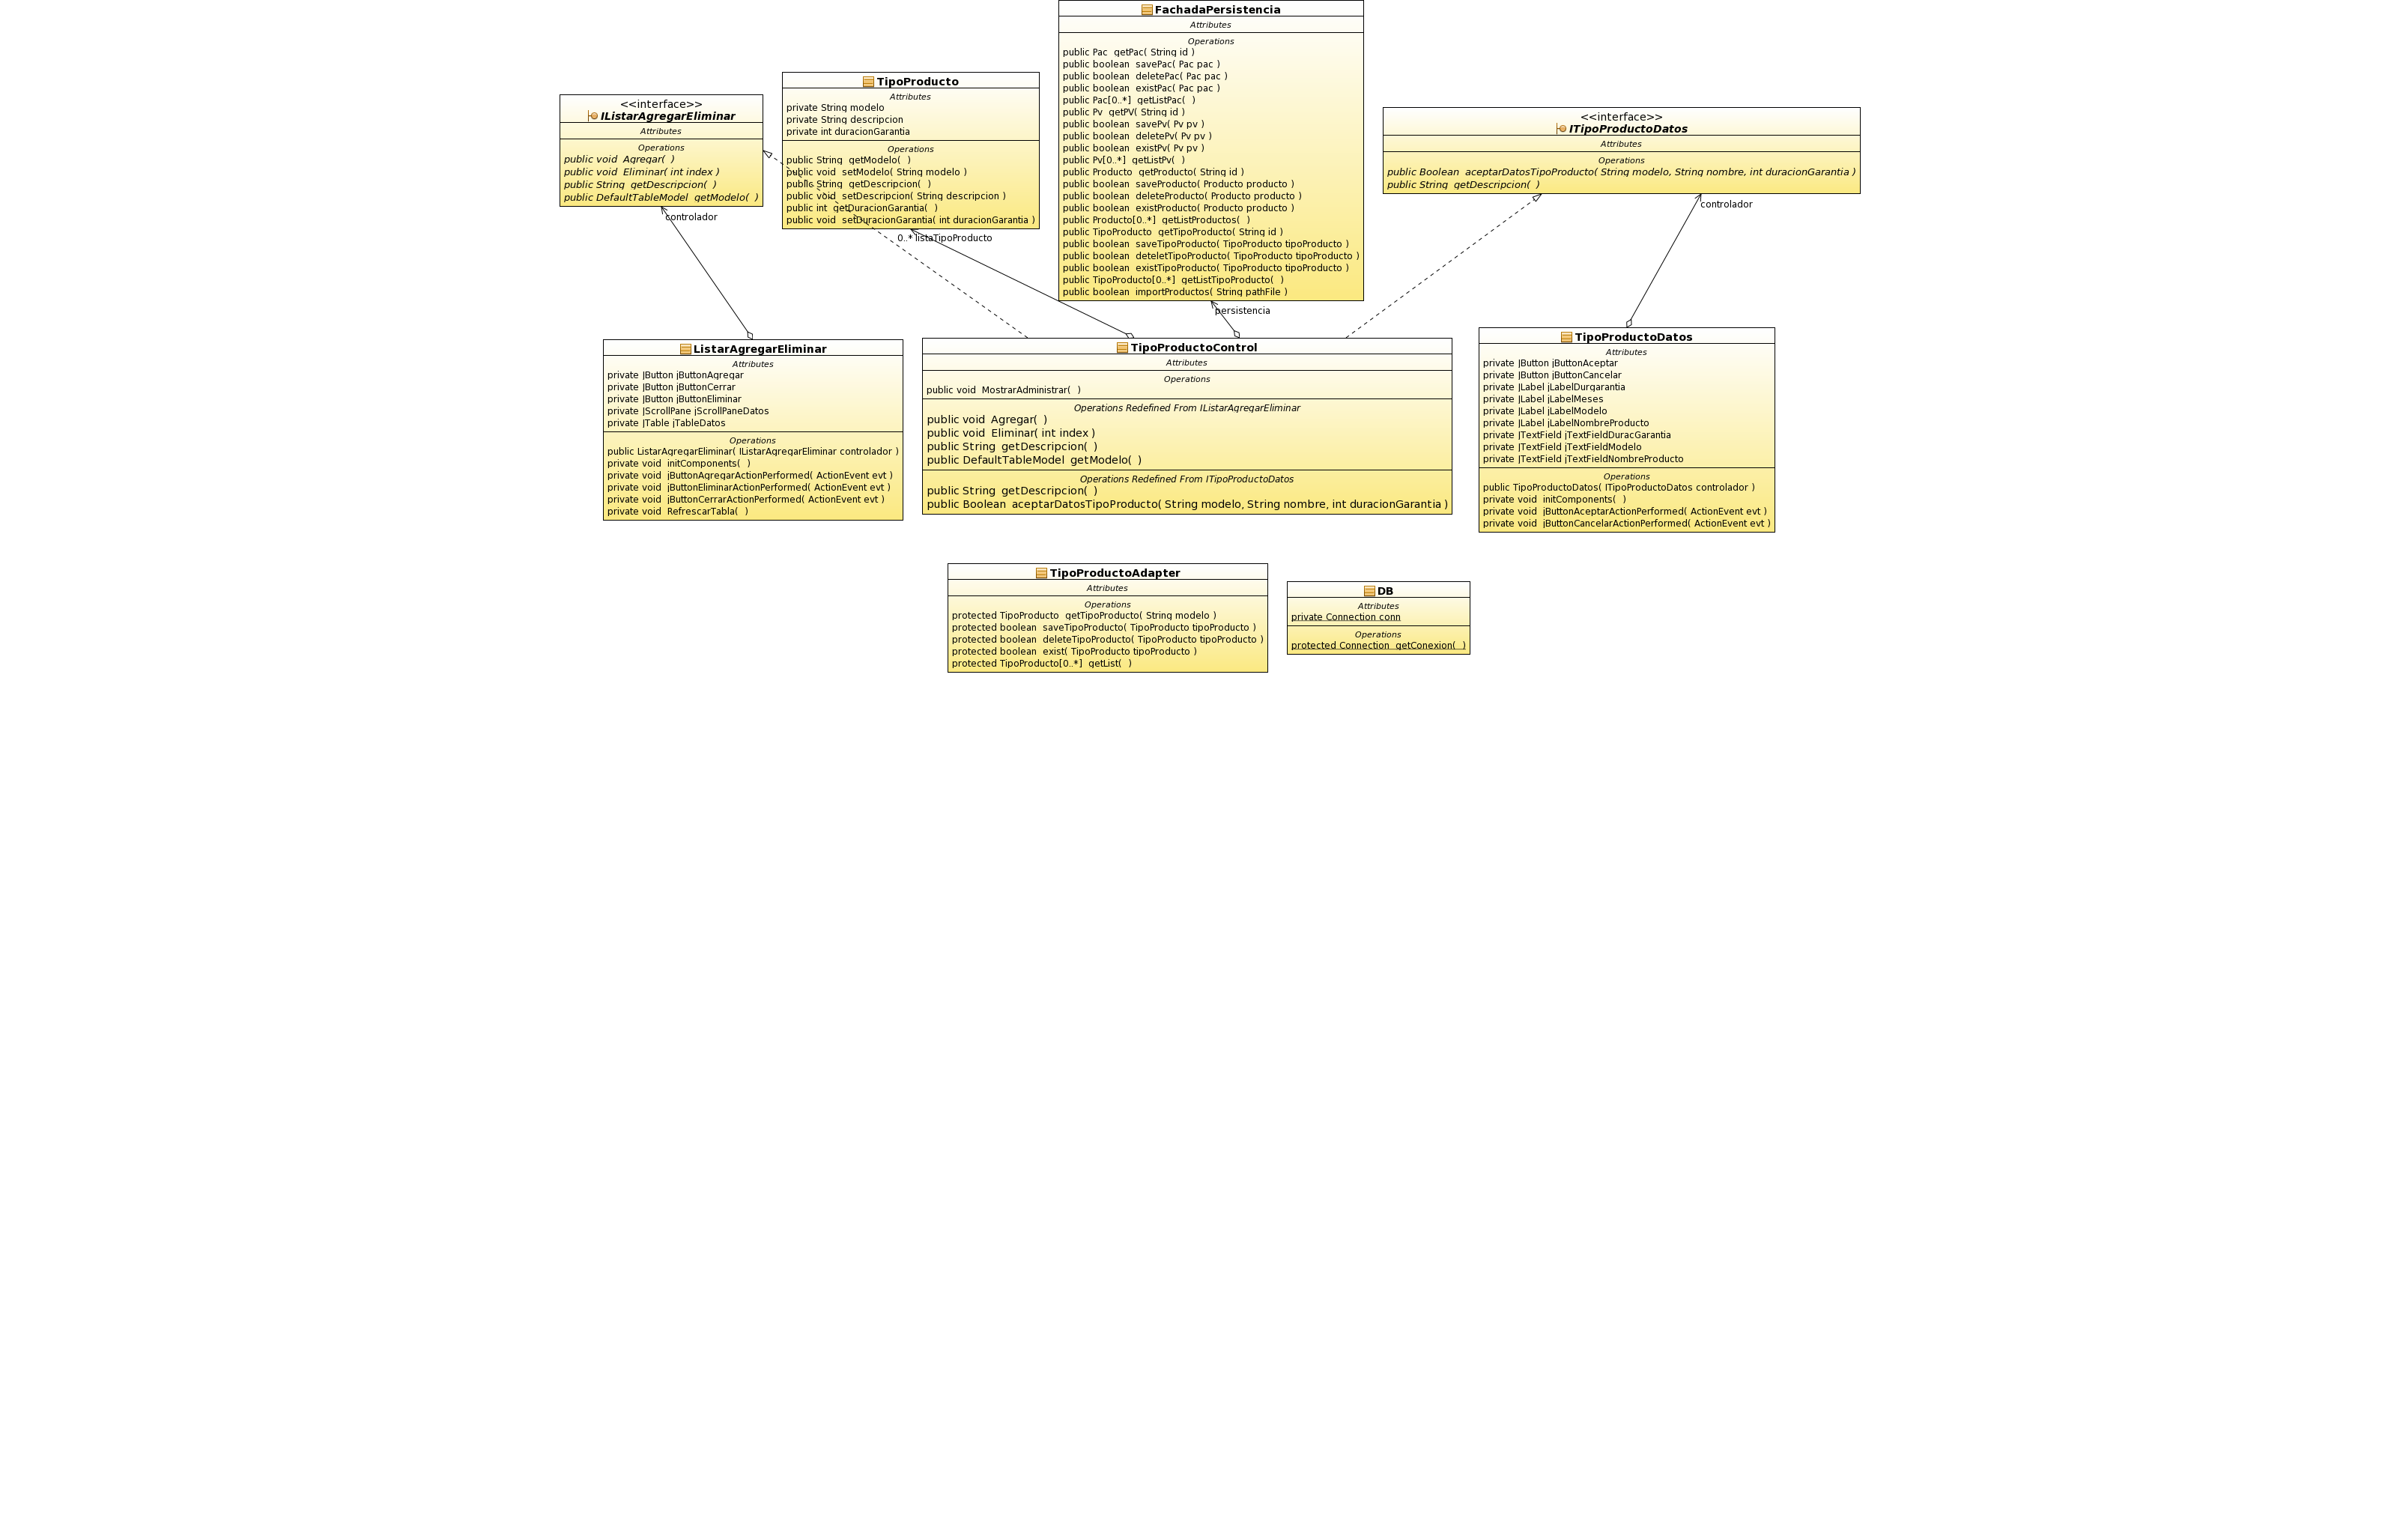 FachadaPersistencia
Attributes
Operations
public Pac getPac( String id )
public boolean savePac( Pac pac )
public boolean deletePac( Pac pac )
public boolean existPac( Pac pac )
public Pac[0..*] getListPac( )
public Pv getPV( String id )
public boolean savePv( Pv pv )
public boolean deletePv( Pv pv )
public boolean existPv( Pv pv )
public Pv[0..*] getListPv( )
public Producto getProducto( String id )
public boolean saveProducto( Producto producto )
public boolean deleteProducto( Producto producto )
public boolean existProducto( Producto producto )
public Producto[0..*] getListProductos( )
public TipoProducto getTipoProducto( String id )
public boolean saveTipoProducto( TipoProducto tipoProducto )
public boolean deteletTipoProducto( TipoProducto tipoProducto )
public boolean existTipoProducto( TipoProducto tipoProducto )
public TipoProducto[0..*] getListTipoProducto( )
public boolean importProductos( String pathFile )
TipoProducto
Attributes
private String modelo
private String descripcion
private int duracionGarantia
Operations
public String getModelo( )
public void setModelo( String modelo )
public String getDescripcion( )
public void setDescripcion( String descripcion )
public int getDuracionGarantia( )
public void setDuracionGarantia( int duracionGarantia )
<<interface>>
IListarAgregarEliminar
Attributes
Operations
public void Agregar( )
public void Eliminar( int index )
public String getDescripcion( )
public DefaultTableModel getModelo( )
<<interface>>
ITipoProductoDatos
Attributes
Operations
public Boolean aceptarDatosTipoProducto( String modelo, String nombre, int duracionGarantia )
public String getDescripcion( )
controlador
0..* listaTipoProducto
persistencia
controlador
ListarAgregarEliminar
Attributes
private JButton jButtonAgregar
private JButton jButtonCerrar
private JButton jButtonEliminar
private JScrollPane jScrollPaneDatos
private JTable jTableDatos
Operations
public ListarAgregarEliminar( IListarAgregarEliminar controlador )
private void initComponents( )
private void jButtonAgregarActionPerformed( ActionEvent evt )
private void jButtonEliminarActionPerformed( ActionEvent evt )
private void jButtonCerrarActionPerformed( ActionEvent evt )
private void RefrescarTabla( )
TipoProductoControl
Attributes
Operations
public void MostrarAdministrar( )
Operations Redefined From IListarAgregarEliminar
public void Agregar( )
public void Eliminar( int index )
public String getDescripcion( )
public DefaultTableModel getModelo( )
Operations Redefined From ITipoProductoDatos
public String getDescripcion( )
public Boolean aceptarDatosTipoProducto( String modelo, String nombre, int duracionGarantia )
TipoProductoDatos
Attributes
private JButton jButtonAceptar
private JButton jButtonCancelar
private JLabel jLabelDurgarantia
private JLabel jLabelMeses
private JLabel jLabelModelo
private JLabel jLabelNombreProducto
private JTextField jTextFieldDuracGarantia
private JTextField jTextFieldModelo
private JTextField jTextFieldNombreProducto
Operations
public TipoProductoDatos( ITipoProductoDatos controlador )
private void initComponents( )
private void jButtonAceptarActionPerformed( ActionEvent evt )
private void jButtonCancelarActionPerformed( ActionEvent evt )
TipoProductoAdapter
Attributes
Operations
protected TipoProducto getTipoProducto( String modelo )
protected boolean saveTipoProducto( TipoProducto tipoProducto )
protected boolean deleteTipoProducto( TipoProducto tipoProducto )
protected boolean exist( TipoProducto tipoProducto )
protected TipoProducto[0..*] getList( )
DB
Attributes
private Connection conn
Operations
protected Connection getConexion( )